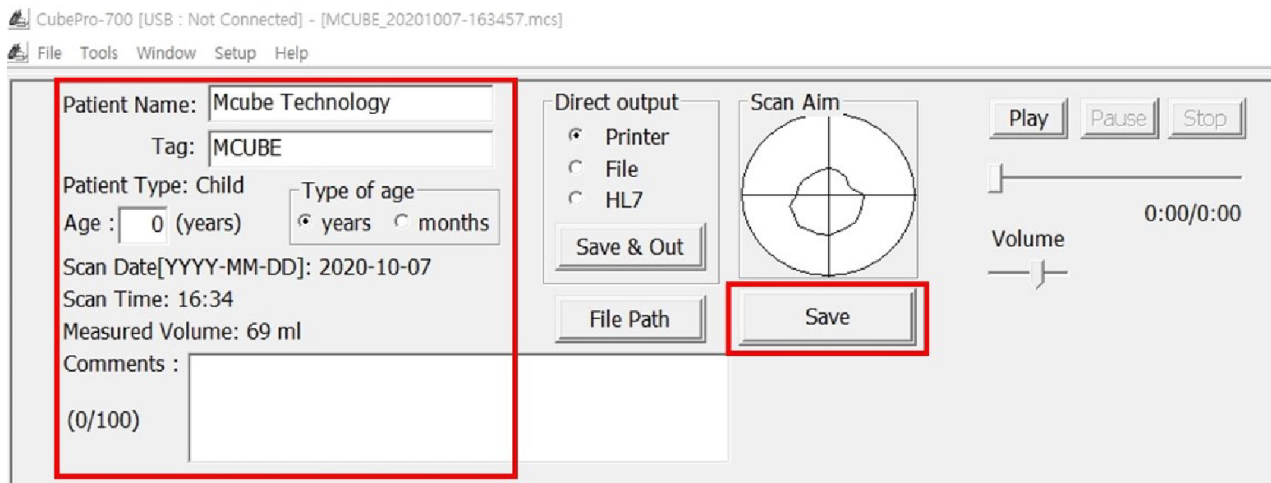 CubePro-700 [USB : Not Connected] - [MCUBE_20201007-163457.mcs]
File Tools Window Setup Help
Patient Name: Mcube Technology
Tag: MCUBE
Patient Type: Child
Age : 0 (years)
Type of age
years months
Scan Date[YYYY-MM-DD]: 2020-10-07
Scan Time: 16:34
Measured Volume: 69 ml
Comments :
(0/100)
Direct output
Printer
File
HL7
Save & Out
File Path
Scan Aim
Save
Play Pause Stop
0:00/0:00
Volume